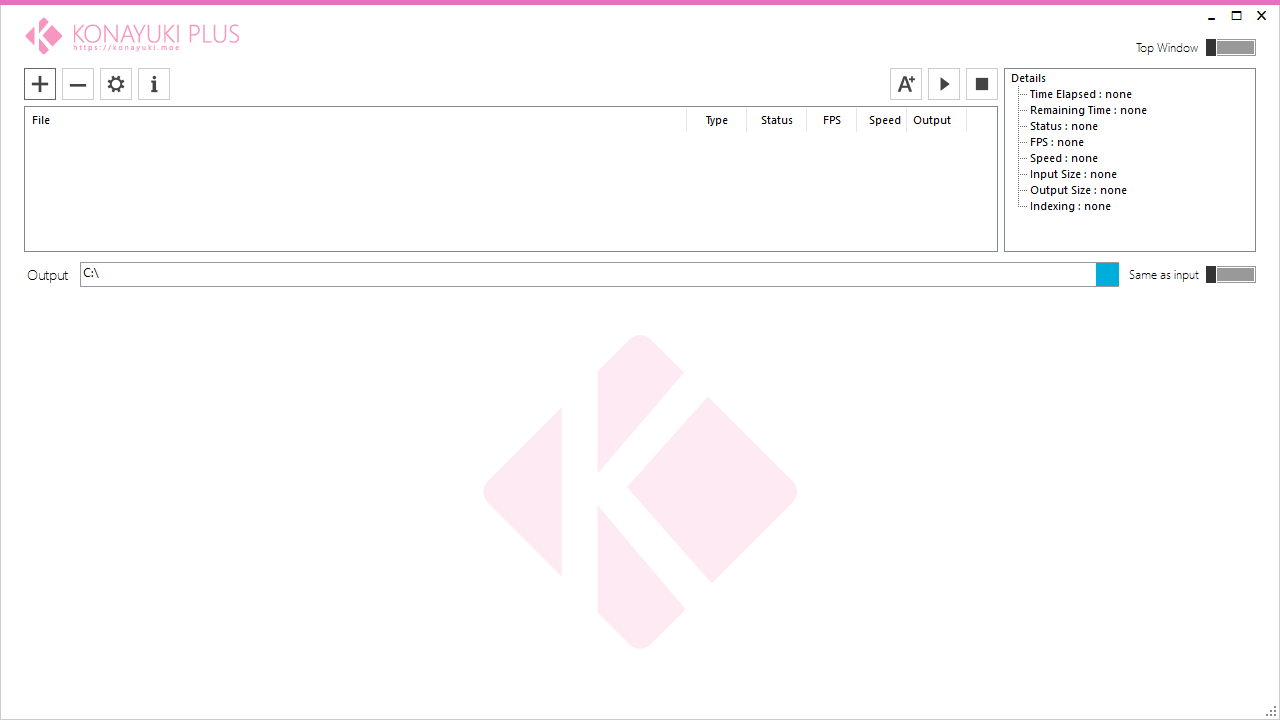 KONAYUKI PLUS
https://konayuki.moe
Top Window
A+
File Type Status FPS Speed Output
Details
Time Elapsed : none
Remaining Time : none
Status : none
FPS : none
Speed : none
Input Size : none
Output Size : none
Indexing : none
Output C:\ Same as input